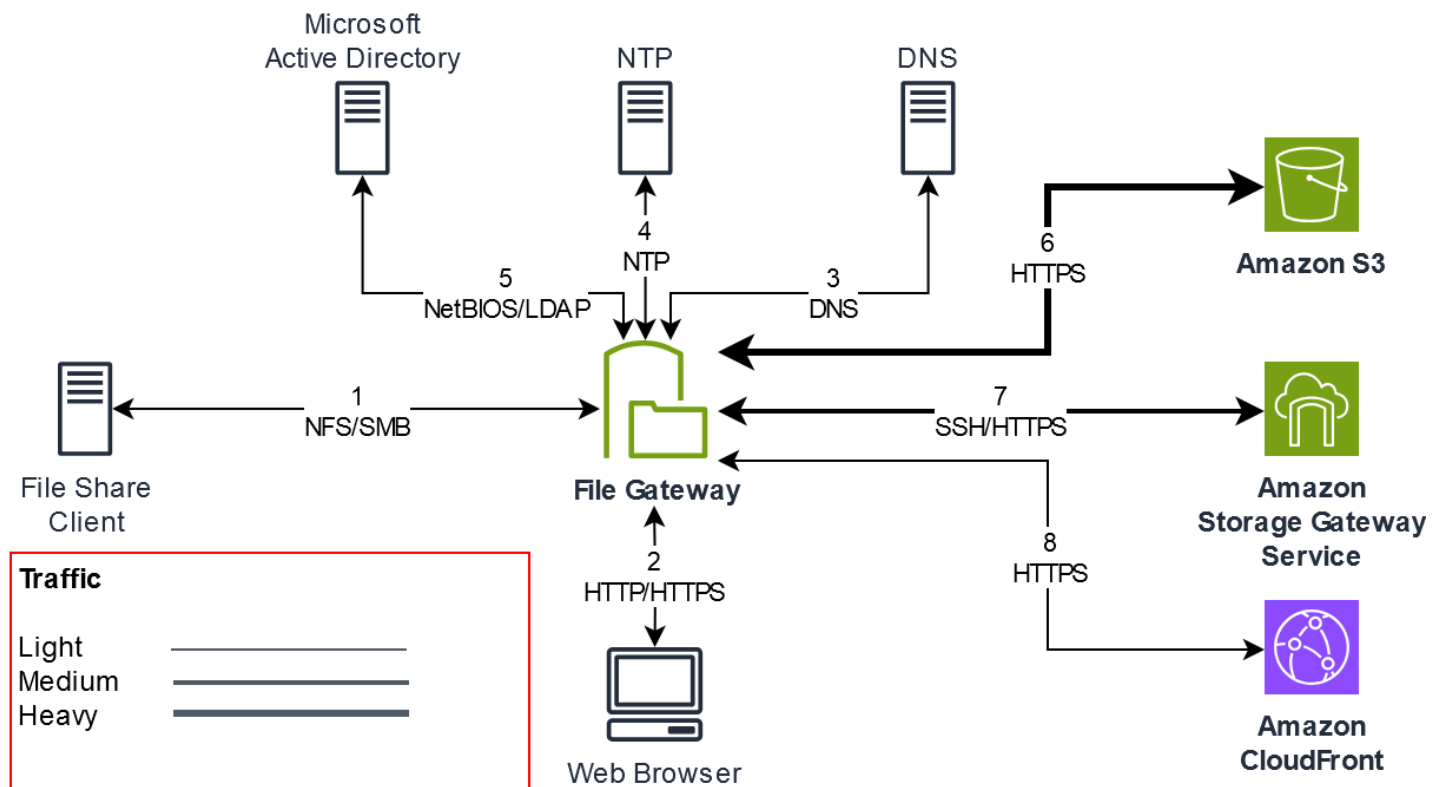 Microsoft
Active Directory
NTP
DNS
4
NTP
5
NetBIOS/LDAP
3
DNS
6
HTTPS
Amazon S3
1
NFS/SMB
7
SSH/HTTPS
File Share
Client
File Gateway
Amazon
Storage Gateway
Service
2
HTTP/HTTPS
8
HTTPS
Traffic
Light
Medium
Heavy
Web Browser
Amazon
CloudFront